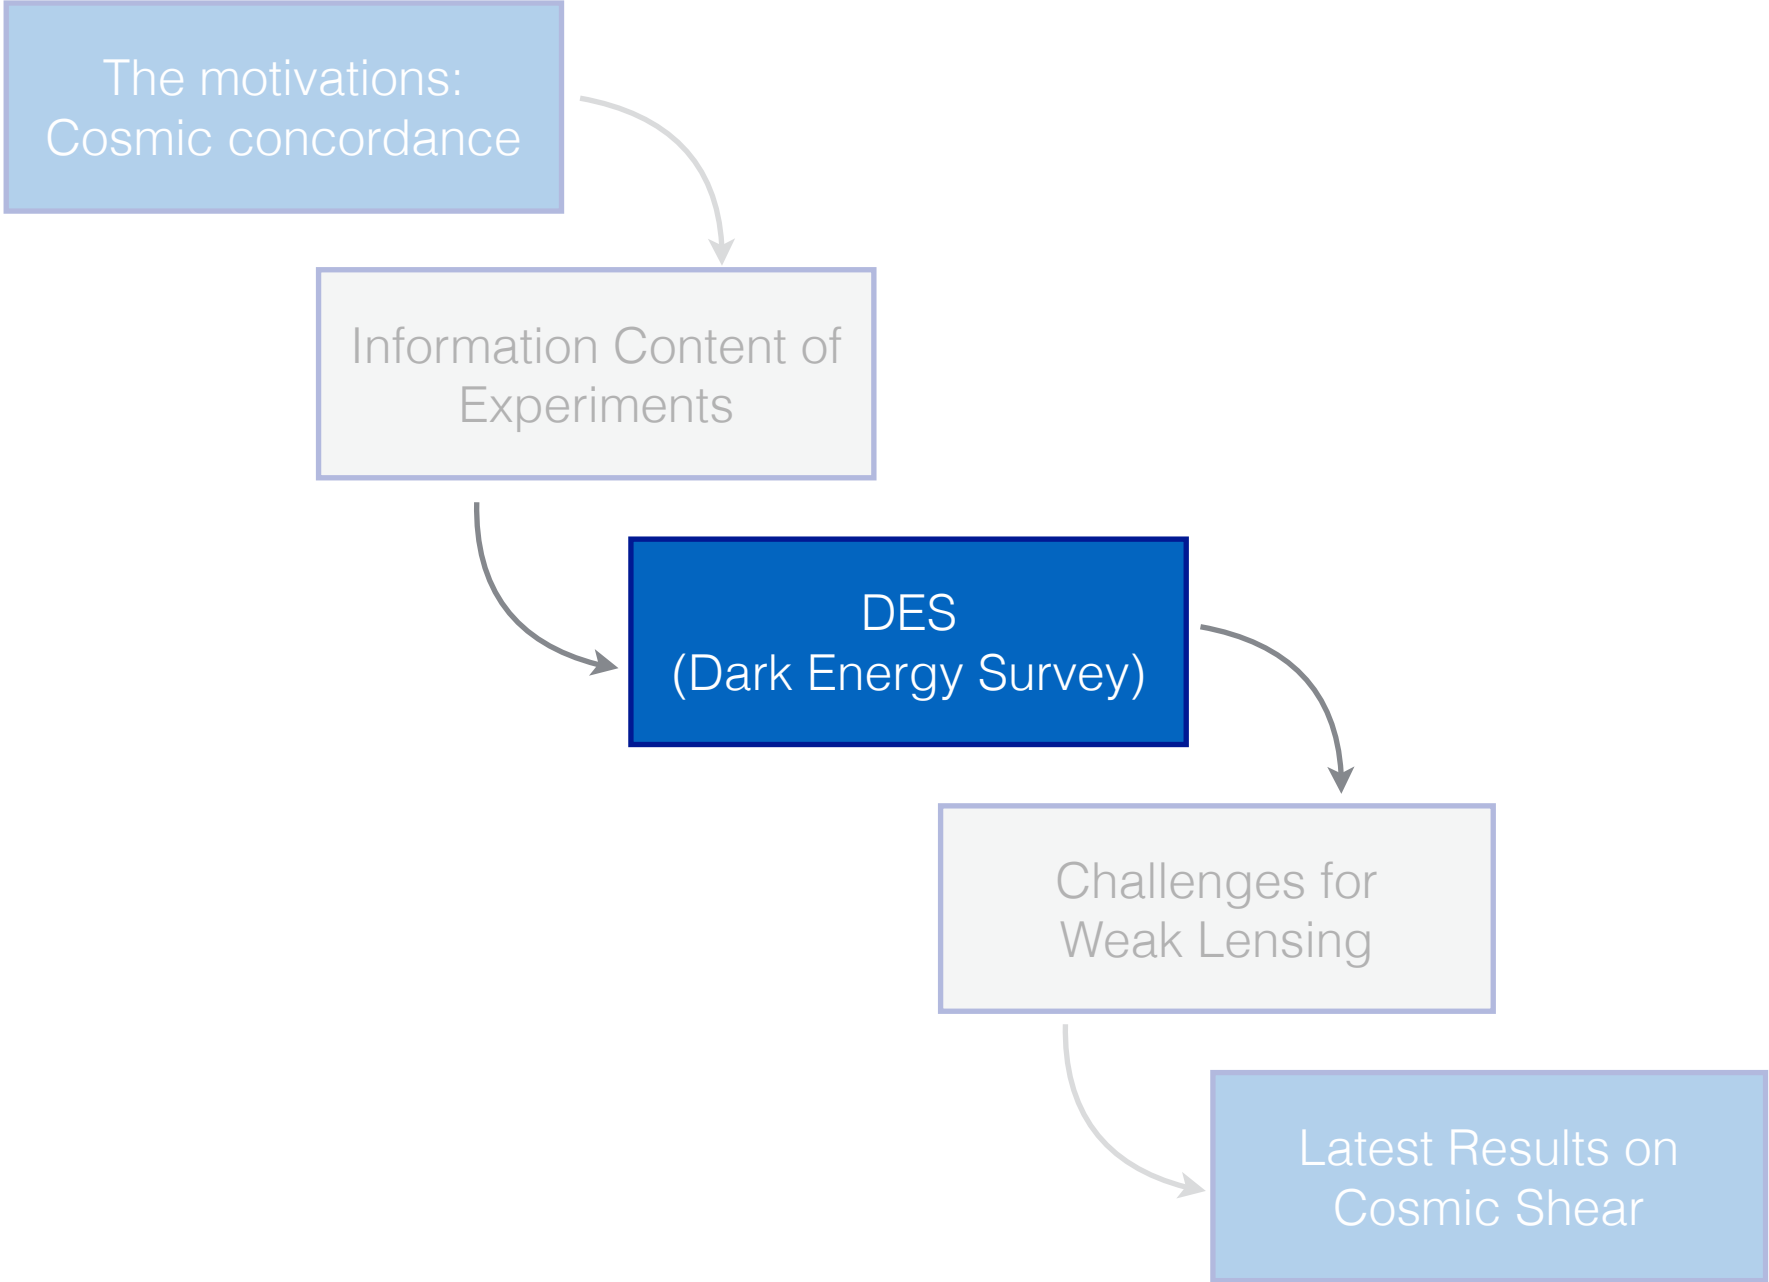 The motivations:
Cosmic concordance
Information Content of
Experiments
DES
(Dark Energy Survey)
Challenges for
Weak Lensing
Latest Results on
Cosmic Shear